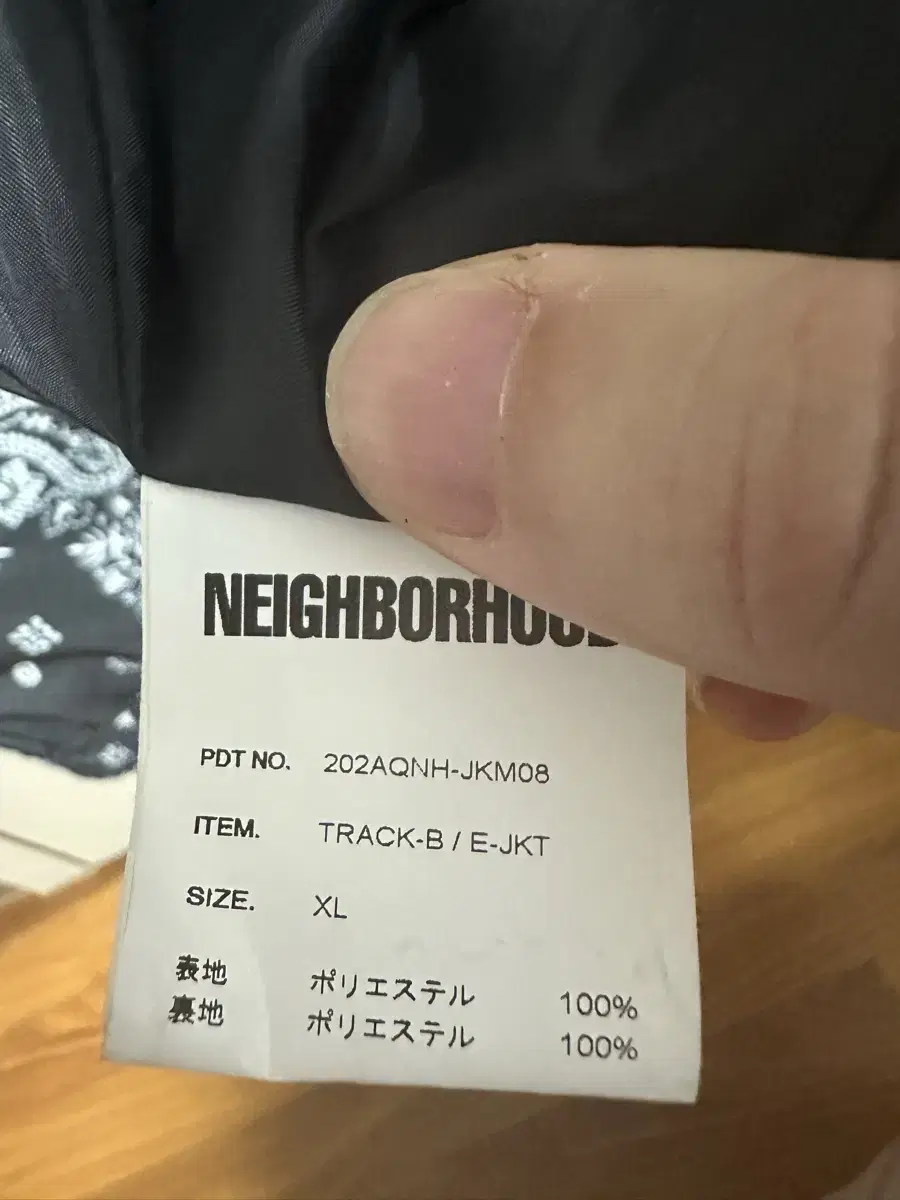 NEIGHBORHOOD
PDT NO. 202AQNH-JKM08
ITEM. TRACK-B / E-JKT
SIZE. XL
表地 ポリエステル 100%
裏地 ポリエステル 100%